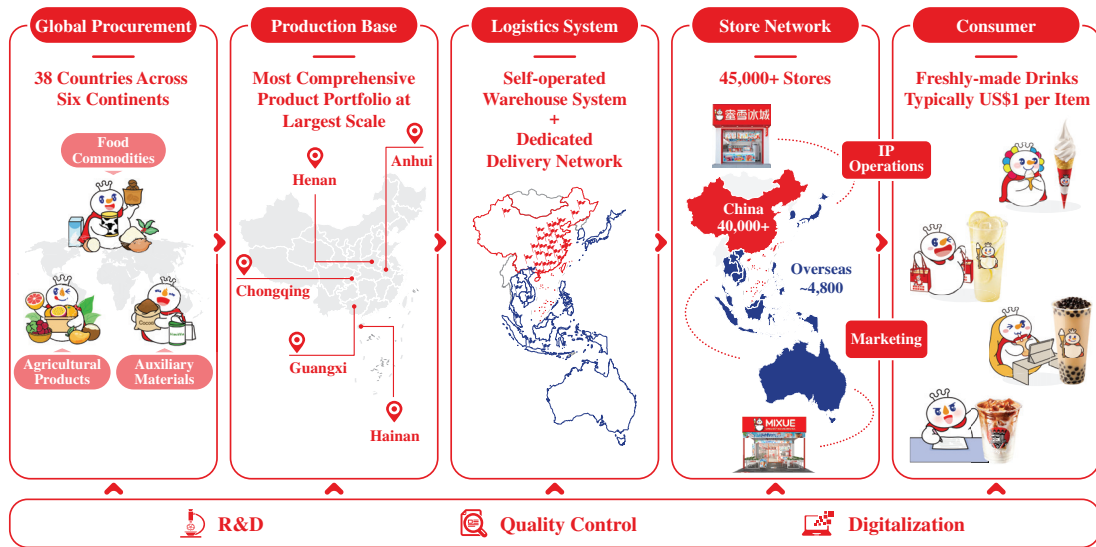 Global Procurement
38 Countries Across
Six Continents
Food
Commodities
Cocoa
Agricultural
Products
Auxiliary
Materials
Production Base
Most Comprehensive
Product Portfolio at
Largest Scale
Henan
Anhui
Chongqing
Guangxi
Hainan
Logistics System
Self-operated
Warehouse System
+
Dedicated
Delivery Network
Store Network
45,000+ Stores
蜜雪冰城
IP
Operations
China
40,000+
Overseas
~4,800
Marketing
MIXUE
Consumer
Freshly-made Drinks
Typically US$1 per Item
R&D
Quality Control
Digitalization